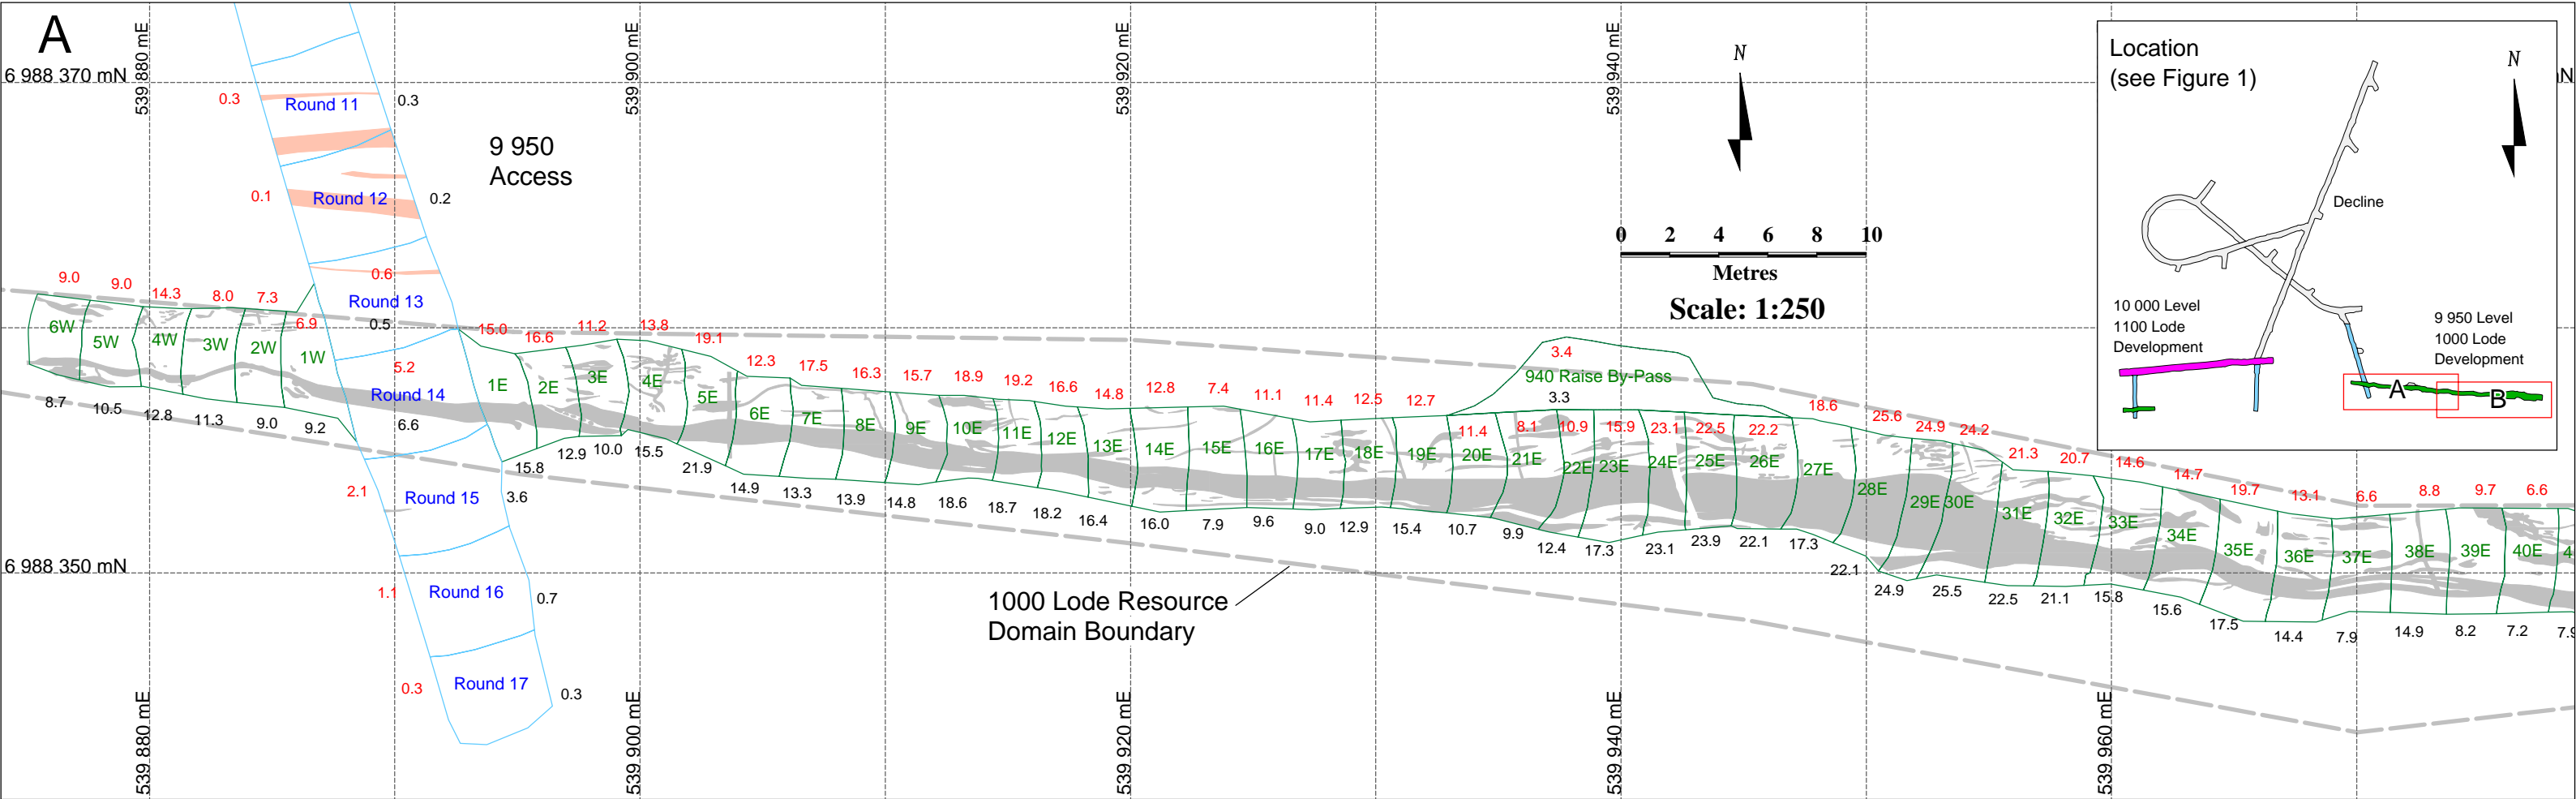 A
539 880 mE
539 900 mE
539 920 mE
539 940 mE
6 988 370 mN
N
Location
(see Figure 1)
N
Decline
10 000 Level
1100 Lode
Development
9 950 Level
1000 Lode
Development
A
B
0.3
Round 11
0.3
9 950
Access
0.1
Round 12
0.2
0.6
Round 13
0.5
0 2 4 6 8 10
Metres
Scale: 1:250
9.0 9.0 14.3 8.0 7.3 6.9
6W 5W 4W 3W 2W 1W
8.7 10.5 12.8 11.3 9.0 9.2
5.2
Round 14
6.6
2.1
Round 15
3.6
1.1
Round 16
0.7
0.3
Round 17
0.3
15.0 16.6 11.2 13.8 19.1 12.3 17.5 16.3 15.7 18.9 19.2 16.6 14.8 12.8 7.4 11.1 11.4 12.5 12.7
3.4
940 Raise By-Pass
3.3
11.4 8.1 10.9 15.9 23.1 22.5 22.2 18.6 25.6 24.9 24.2 21.3 20.7 14.6 14.7 19.7 13.1 6.6 8.8 9.7 6.6
1E 2E 3E 4E 5E 6E 7E 8E 9E 10E 11E 12E 13E 14E 15E 16E 17E 18E 19E 20E 21E 22E 23E 24E 25E 26E 27E 28E 29E 30E 31E 32E 33E 34E 35E 36E 37E 38E 39E 40E 4
15.8 12.9 10.0 15.5 21.9 14.9 13.3 13.9 14.8 18.6 18.7 18.2 16.4 16.0 7.9 9.6 9.0 12.9 15.4 10.7 9.9 12.4 17.3 23.1 23.9 22.1 17.3 22.1 24.9 25.5 22.5 21.1 15.8 15.6 17.5 14.4 7.9 14.9 8.2 7.2 7.9
6 988 350 mN
1000 Lode Resource
Domain Boundary
539 880 mE
539 900 mE
539 920 mE
539 940 mE
539 960 mE